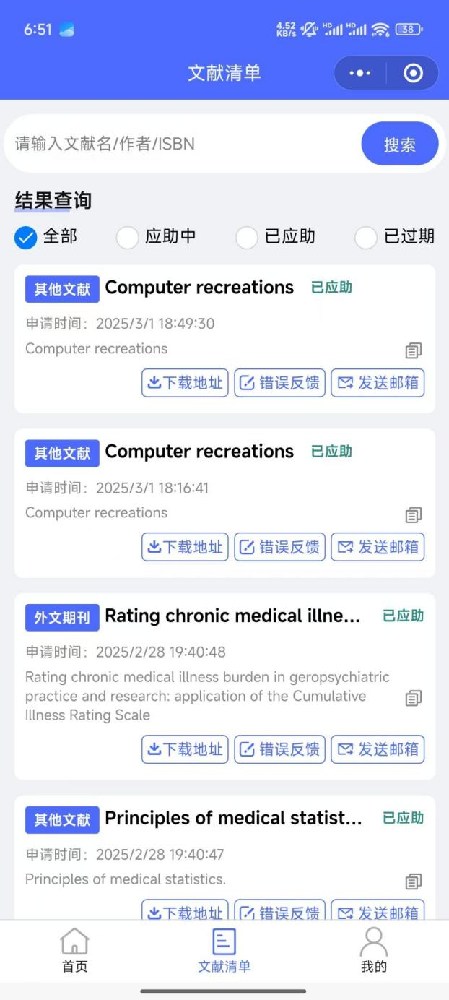 6:51
4.52 KB/s HD HD 6 38
文献清单
请输入文献名/作者/ISBN
搜索
结果查询
全部 应助中 已应助 已过期
其他文献 Computer recreations 已应助
申请时间：2025/3/1 18:49:30
Computer recreations
下载地址 错误反馈 发送邮箱
其他文献 Computer recreations 已应助
申请时间：2025/3/1 18:16:41
Computer recreations
下载地址 错误反馈 发送邮箱
外文期刊 Rating chronic medical illne... 已应助
申请时间：2025/2/28 19:40:48
Rating chronic medical illness burden in geropsychiatric
practice and research: application of the Cumulative
Illness Rating Scale
下载地址 错误反馈 发送邮箱
其他文献 Principles of medical statist... 已应助
申请时间：2025/2/28 19:40:47
Principles of medical statistics.
下载地址 错误反馈 发送邮箱
首页 文献清单 我的